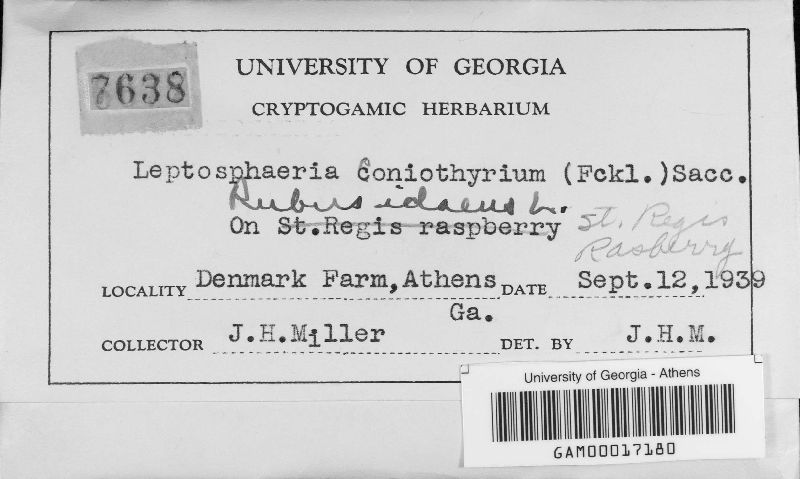 7638
UNIVERSITY OF GEORGIA
CRYPTOGAMIC HERBARIUM
Leptosphaeria Coniothyrium (Fckl.) Sacc.
Rubus idaeus L.
On St.Regis raspberry St. Regis
Rasberry
LOCALITY Denmark Farm, Athens DATE Sept.12,1939
Ga.
COLLECTOR J.H.Miller DET. BY J.H.M.
University of Georgia - Athens
GAM00017180